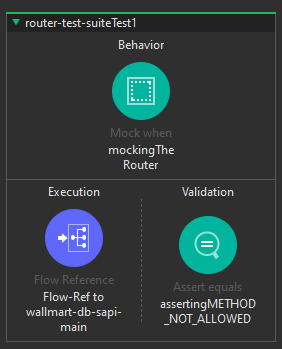 router-test-suiteTest1
Behavior
Mock when
mockingThe
Router
Execution
Validation
Flow Reference
Flow-Ref to
wallmart-db-sapi-
main
Assert equals
assertingMETHOD
_NOT_ALLOWED